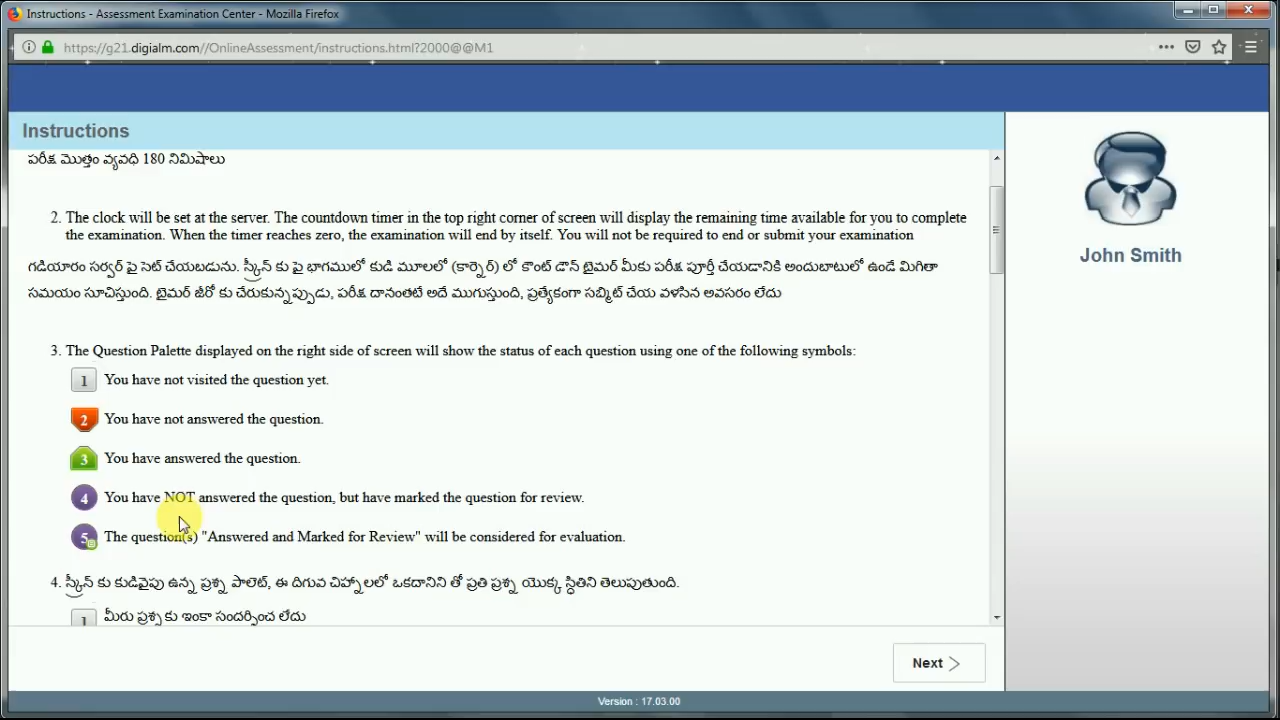 Instructions - Assessment Examination Center - Mozilla Firefox
https://g21.digialm.com//OnlineAssessment/instructions.html?2000@@M1
Instructions
పరీక్ష మొత్తం వ్యవధి 180 నిమిషాలు
2. The clock will be set at the server. The countdown timer in the top right corner of screen will display the remaining time available for you to complete
the examination. When the timer reaches zero, the examination will end by itself. You will not be required to end or submit your examination
గడియారం సర్వర్ పై సెట్ చేయబడును. స్క్రీన్ కు పై భాగములో కుడి మూలలో (కార్నెర్) లో కౌంట్ డౌన్ టైమర్ మీకు పరీక్ష పూర్తీ చేయడానికి అందుబాటులో ఉండే మిగితా
సమయం సూచిస్తుంది. టైమర్ జీరో కు చేరుకున్నప్పుడు, పరీక్ష దానంతటే అదే ముగుస్తుంది, ప్రత్యేకంగా సబ్మిట్ చేయ వళసిన అవసరం లేదు
3. The Question Palette displayed on the right side of screen will show the status of each question using one of the following symbols:
1 You have not visited the question yet.
2 You have not answered the question.
3 You have answered the question.
4 You have NOT answered the question, but have marked the question for review.
5 The question(s) "Answered and Marked for Review" will be considered for evaluation.
4. స్క్రీన్ కు కుడివైపు ఉన్న ప్రశ్న పాలెట్, ఈ దిగువ చిహ్నాలలో ఒకదానిని తో ప్రతి ప్రశ్న యొక్క స్థితిని తెలుపుతుంది.
1 మీరు ప్రశ్న కు ఇంకా సందర్శించ లేదు
John Smith
Next
Version : 17.03.00